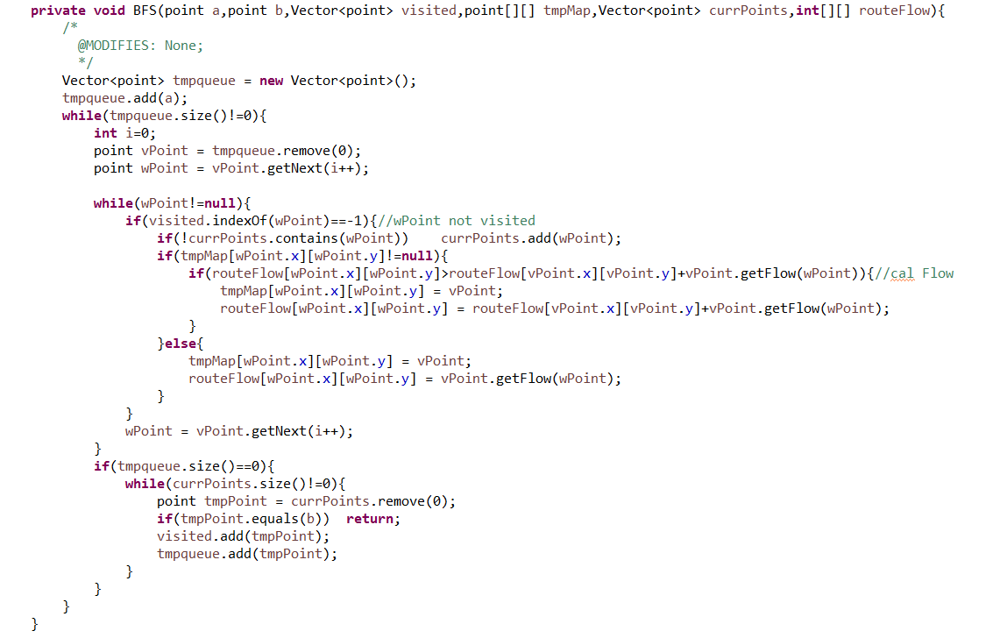 private void BFS(point a,point b,Vector<point> visited,point[][] tmpMap,Vector<point> currPoints,int[][] routeFlow){
    /*
      @MODIFIES: None;
      */
    Vector<point> tmpqueue = new Vector<point>();
    tmpqueue.add(a);
    while(tmpqueue.size()!=0){
        int i=0;
        point vPoint = tmpqueue.remove(0);
        point wPoint = vPoint.getNext(i++);

        while(wPoint!=null){
            if(visited.indexOf(wPoint)==-1){//wPoint not visited
                if(!currPoints.contains(wPoint))    currPoints.add(wPoint);
                if(tmpMap[wPoint.x][wPoint.y]!=null){
                    if(routeFlow[wPoint.x][wPoint.y]>routeFlow[vPoint.x][vPoint.y]+vPoint.getFlow(wPoint)){//cal Flow
                        tmpMap[wPoint.x][wPoint.y] = vPoint;
                        routeFlow[wPoint.x][wPoint.y] = routeFlow[vPoint.x][vPoint.y]+vPoint.getFlow(wPoint);
                    }
                }else{
                    tmpMap[wPoint.x][wPoint.y] = vPoint;
                    routeFlow[wPoint.x][wPoint.y] = vPoint.getFlow(wPoint);
                }
            }
            wPoint = vPoint.getNext(i++);
        }
        if(tmpqueue.size()==0){
            while(currPoints.size()!=0){
                point tmpPoint = currPoints.remove(0);
                if(tmpPoint.equals(b))  return;
                visited.add(tmpPoint);
                tmpqueue.add(tmpPoint);
            }
        }
    }
}